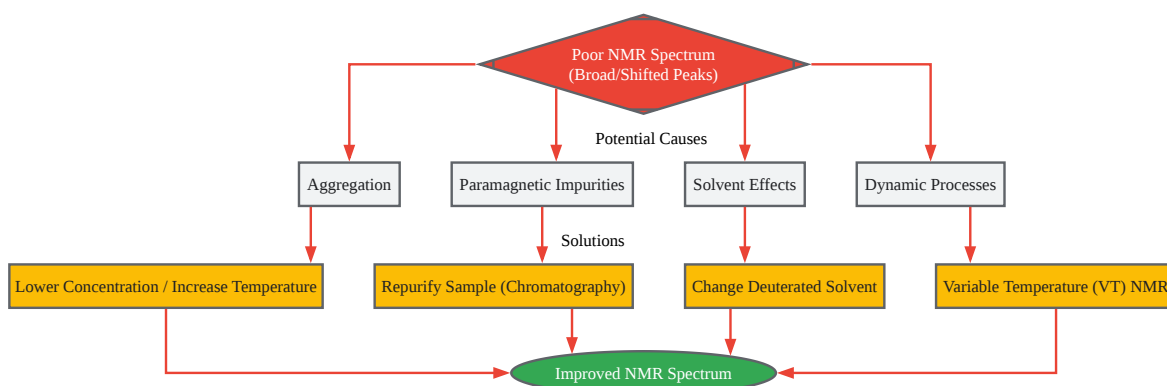 Poor NMR Spectrum
(Broad/Shifted Peaks)
Potential Causes
Aggregation
Paramagnetic Impurities
Solvent Effects
Dynamic Processes
Solutions
Lower Concentration / Increase Temperature
Repurify Sample (Chromatography)
Change Deuterated Solvent
Variable Temperature (VT) NMR
Improved NMR Spectrum